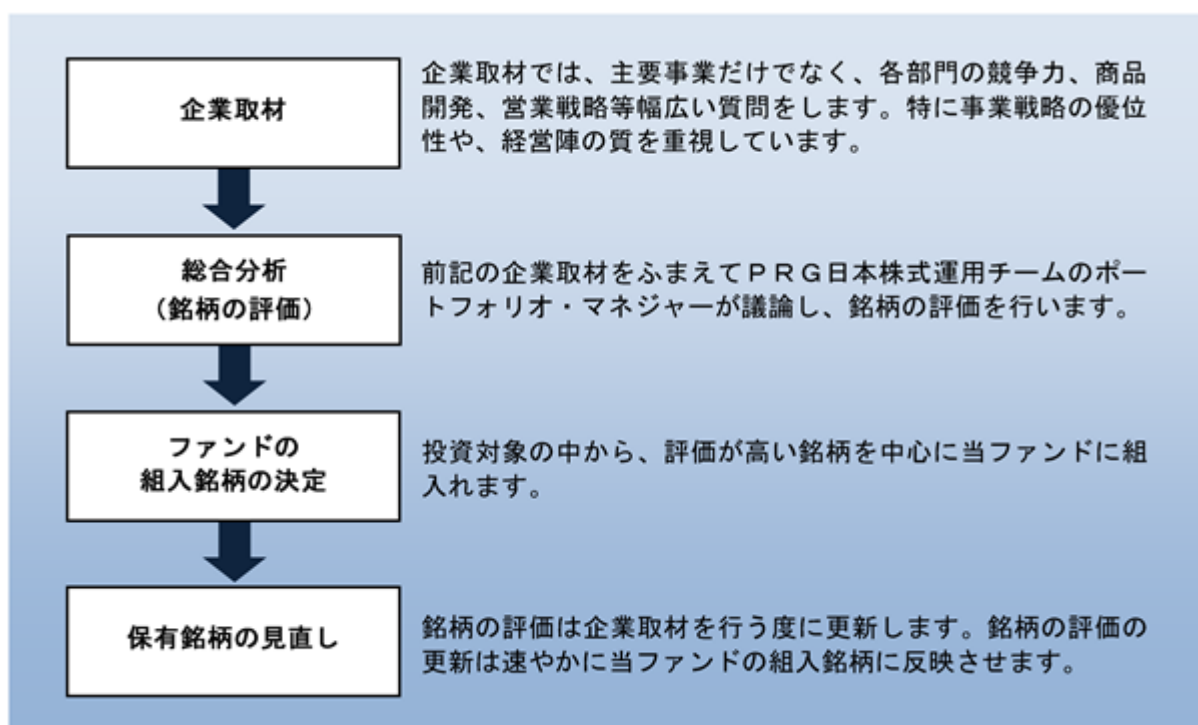 企業取材
企業取材では、主要事業だけでなく、各部門の競争力、商品
開発、営業戦略等幅広い質問をします。特に事業戦略の優位
性や、経営陣の質を重視しています。
総合分析
（銘柄の評価）
前記の企業取材をふまえてＰＲＧ日本株式運用チームのポー
トフォリオ・マネジャーが議論し、銘柄の評価を行います。
ファンドの
組入銘柄の決定
投資対象の中から、評価が高い銘柄を中心に当ファンドに組
入れます。
保有銘柄の見直し
銘柄の評価は企業取材を行う度に更新します。銘柄の評価の
更新は速やかに当ファンドの組入銘柄に反映させます。